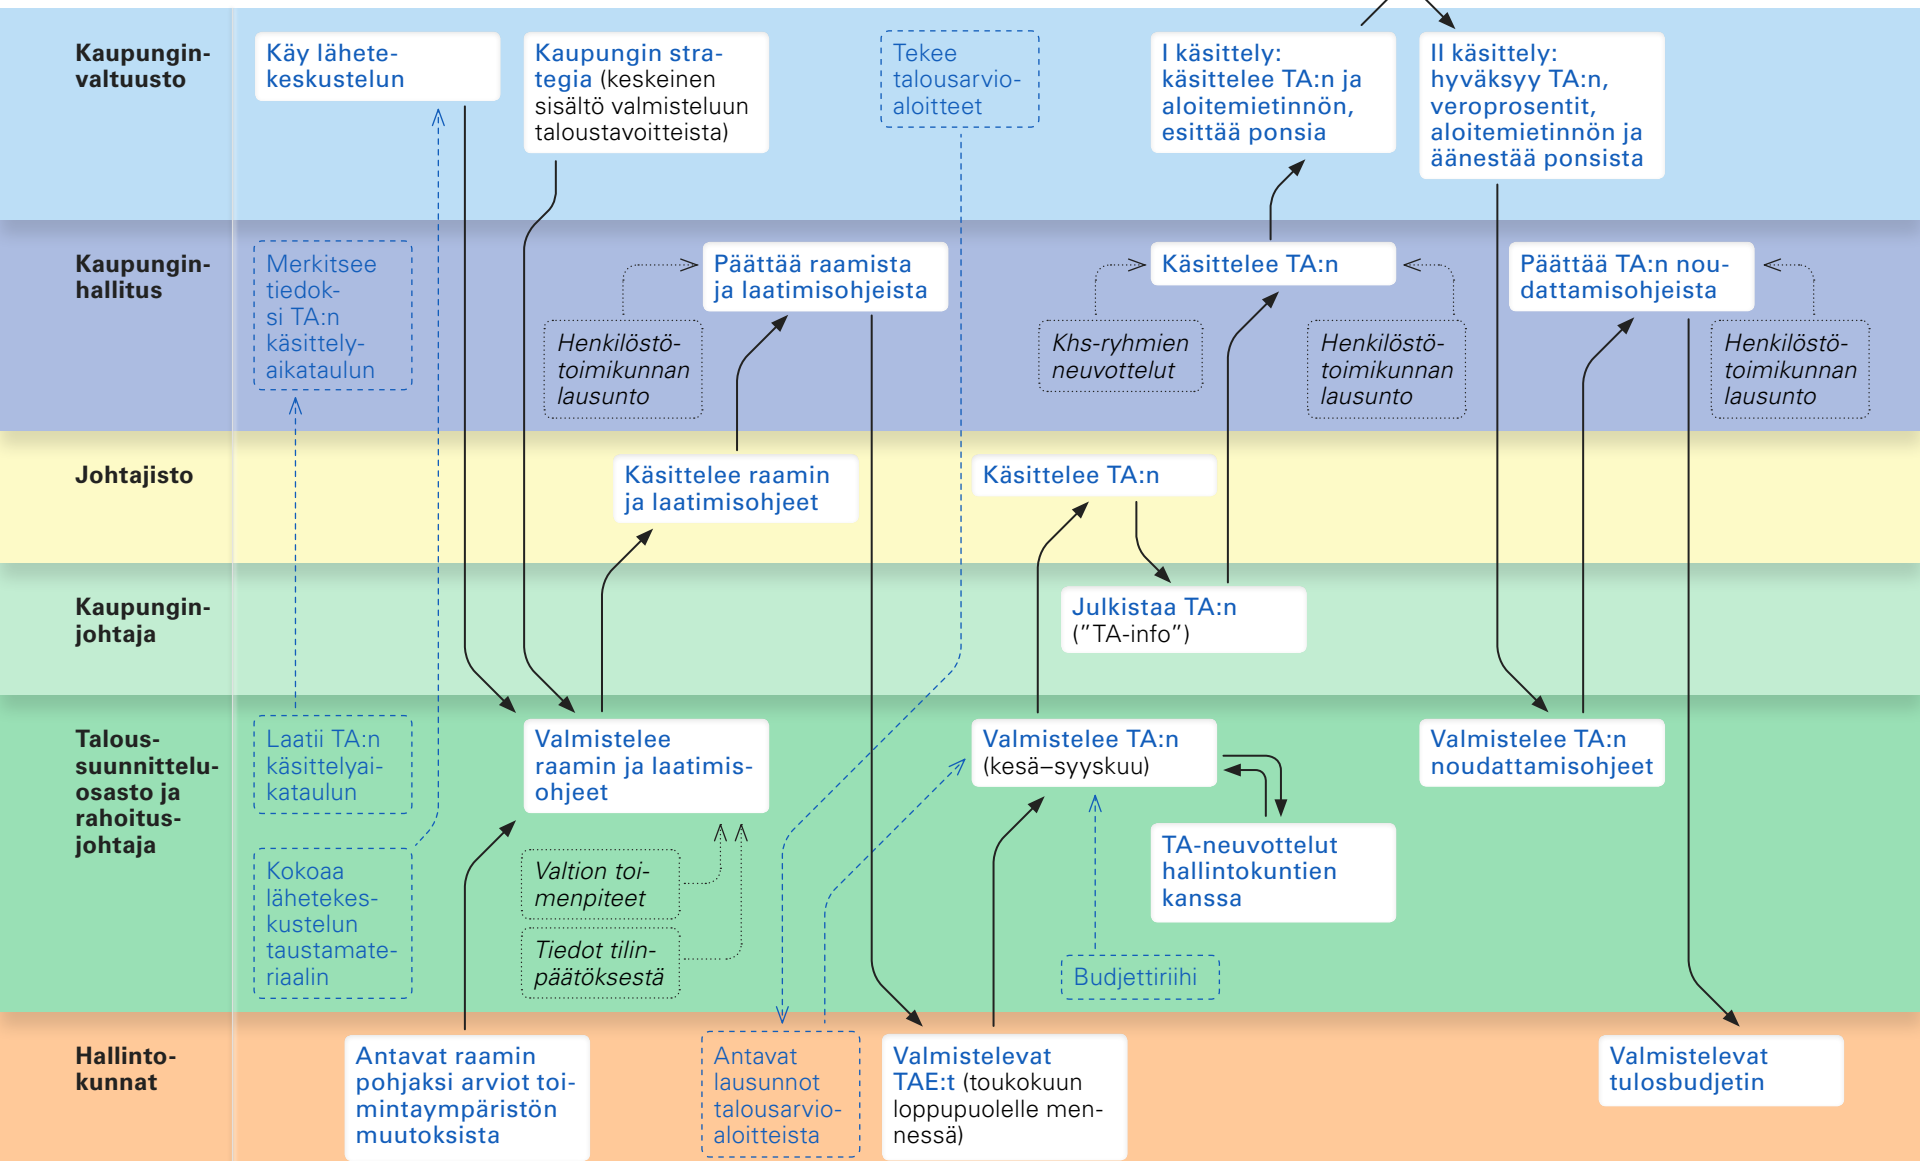 Kaupungin-
valtuusto
Käy lähete-
keskustelun
Kaupungin stra-
tegia (keskeinen
sisältö valmisteluun
taloustavoitteista)
Tekee
talousarvio-
aloitteet
I käsittely:
käsittelee TA:n ja
aloitemietinnön,
esittää ponsia
II käsittely:
hyväksyy TA:n,
veroprosentit,
aloitemietinnön ja
äänestää ponsista
Kaupungin-
hallitus
Merkitsee
tiedok-
si TA:n
käsittely-
aikataulun
Henkilöstö-
toimikunnan
lausunto
Päättää raamista
ja laatimisohjeista
Khs-ryhmien
neuvottelut
Käsittelee TA:n
Henkilöstö-
toimikunnan
lausunto
Päättää TA:n nou-
dattamisohjeista
Henkilöstö-
toimikunnan
lausunto
Johtajisto
Käsittelee raamin
ja laatimisohjeet
Käsittelee TA:n
Kaupungin-
johtaja
Julkistaa TA:n
(”TA-info”)
Talous-
suunnittelu-
osasto ja
rahoitus-
johtaja
Laatii TA:n
käsittelyai-
kataulun
Kokoaa
lähetekes-
kustelun
taustamate-
riaalin
Valmistelee
raamin ja laatimis-
ohjeet
Valtion toi-
menpiteet
Tiedot tilin-
päätöksestä
Valmistelee TA:n
(kesä–syyskuu)
TA-neuvottelut
hallintokuntien
kanssa
Budjettiriihi
Valmistelee TA:n
noudattamisohjeet
Hallinto-
kunnat
Antavat raamin
pohjaksi arviot toi-
mintaympäristön
muutoksista
Antavat
lausunnot
talousarvio-
aloitteista
Valmistelevat
TAE:t (toukokuun
loppupuolelle men-
nessä)
Valmistelevat
tulosbudjetin